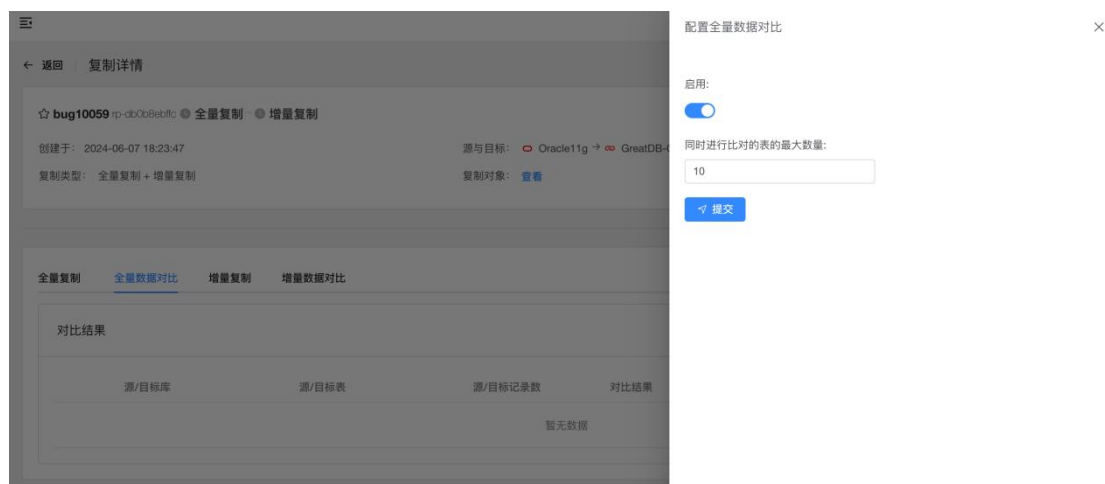 配置全量数据对比
← 返回 复制详情
启用:
bug10059 rp-db0b8ebffc 全量复制 增量复制
创建于： 2024-06-07 18:23:47 源与目标： Oracle11g → GreatDB-
同时进行比对的表的最大数量:
复制类型： 全量复制 + 增量复制 复制对象： 查看
10
提交
全量复制 全量数据对比 增量复制 增量数据对比
对比结果
源/目标库 源/目标表 源/目标记录数 对比结果
暂无数据